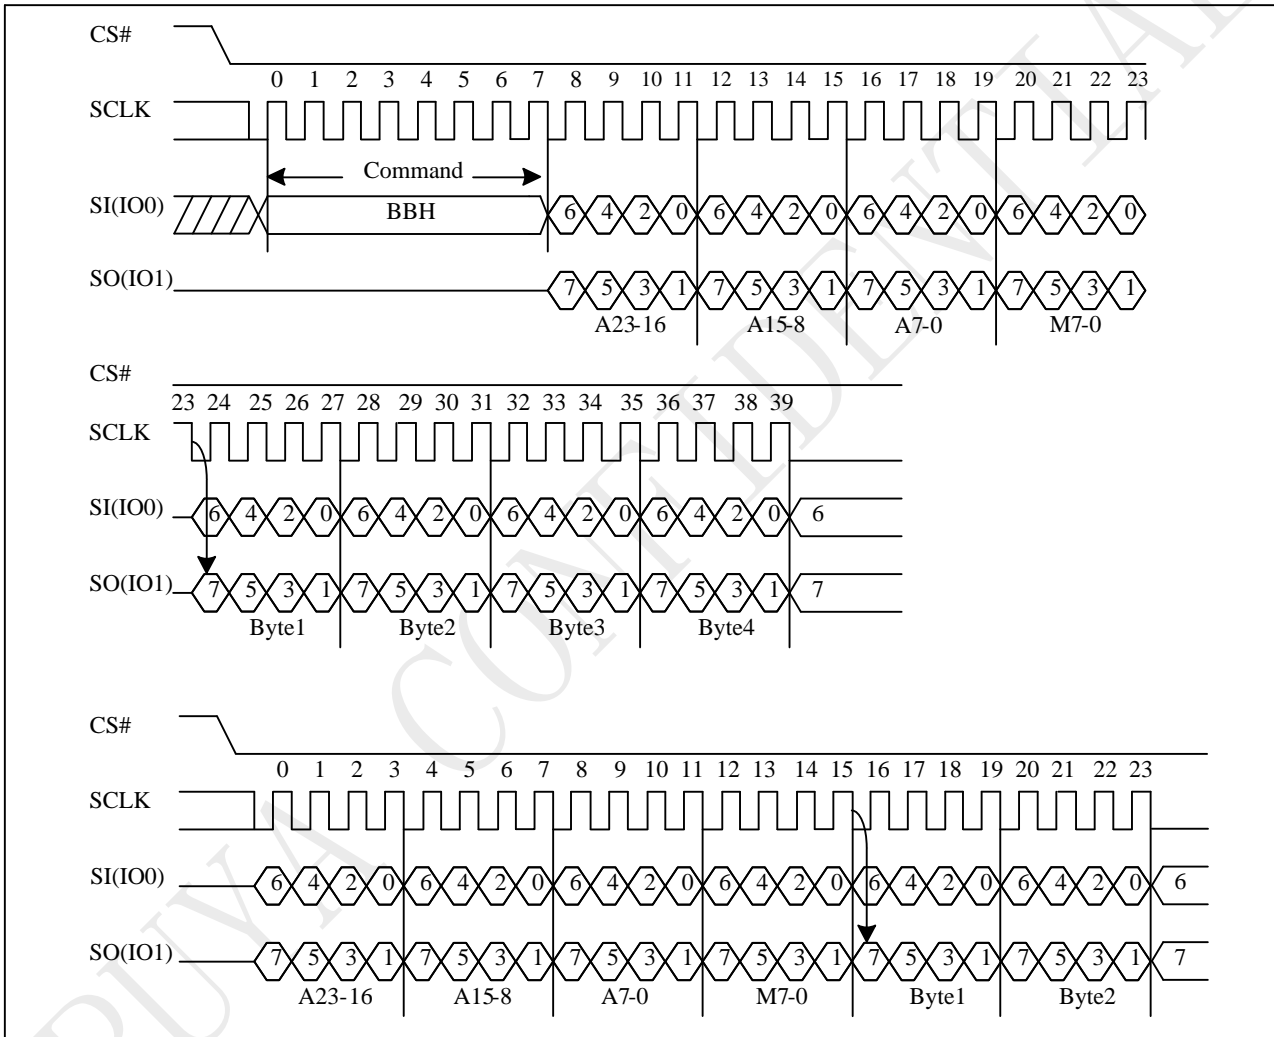 CS#
0 1 2 3 4 5 6 7 8 9 10 11 12 13 14 15 16 17 18 19 20 21 22 23
SCLK
Command
SI(IO0) BBH 6 4 2 0 6 4 2 0 6 4 2 0 6 4 2 0
SO(IO1) 7 5 3 1 7 5 3 1 7 5 3 1 7 5 3 1
A23-16 A15-8 A7-0 M7-0
CS#
23 24 25 26 27 28 29 30 31 32 33 34 35 36 37 38 39
SCLK
SI(IO0) 6 4 2 0 6 4 2 0 6 4 2 0 6 4 2 0 6
SO(IO1) 7 5 3 1 7 5 3 1 7 5 3 1 7 5 3 1 7
Byte1 Byte2 Byte3 Byte4
CS#
0 1 2 3 4 5 6 7 8 9 10 11 12 13 14 15 16 17 18 19 20 21 22 23
SCLK
SI(IO0) 6 4 2 0 6 4 2 0 6 4 2 0 6 4 2 0 6 4 2 0 6 4 2 0 6
SO(IO1) 7 5 3 1 7 5 3 1 7 5 3 1 7 5 3 1 7 5 3 1 7 5 3 1 7
A23-16 A15-8 A7-0 M7-0 Byte1 Byte2
PUYA CONFIDENTIAL